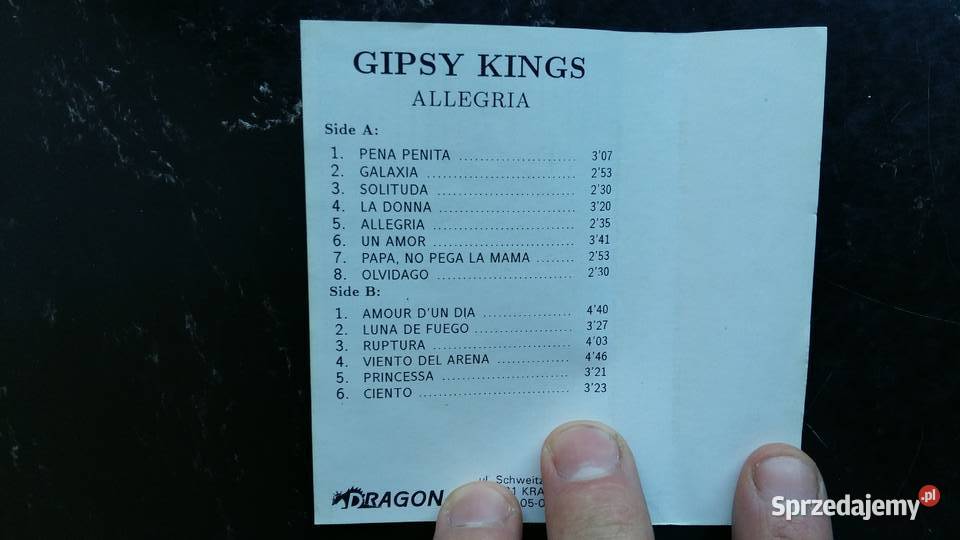 GIPSY KINGS
ALLEGRIA
Side A:
1. PENA PENITA ........................ 3'07
2. GALAXIA ............................... 2'53
3. SOLITUDA ............................. 2'30
4. LA DONNA ............................ 3'20
5. ALLEGRIA ............................. 2'35
6. UN AMOR .............................. 3'41
7. PAPA, NO PEGA LA MAMA ........ 2'53
8. OLVIDAGO ............................ 2'30
Side B:
1. AMOUR D'UN DIA .................. 4'40
2. LUNA DE FUEGO .................... 3'27
3. RUPTURA ............................. 4'03
4. VIENTO DEL ARENA ............... 4'46
5. PRINCESSA ........................... 3'21
6. CIENTO ................................ 3'23
DRAGON
ul.
Sprzedajemy.pl